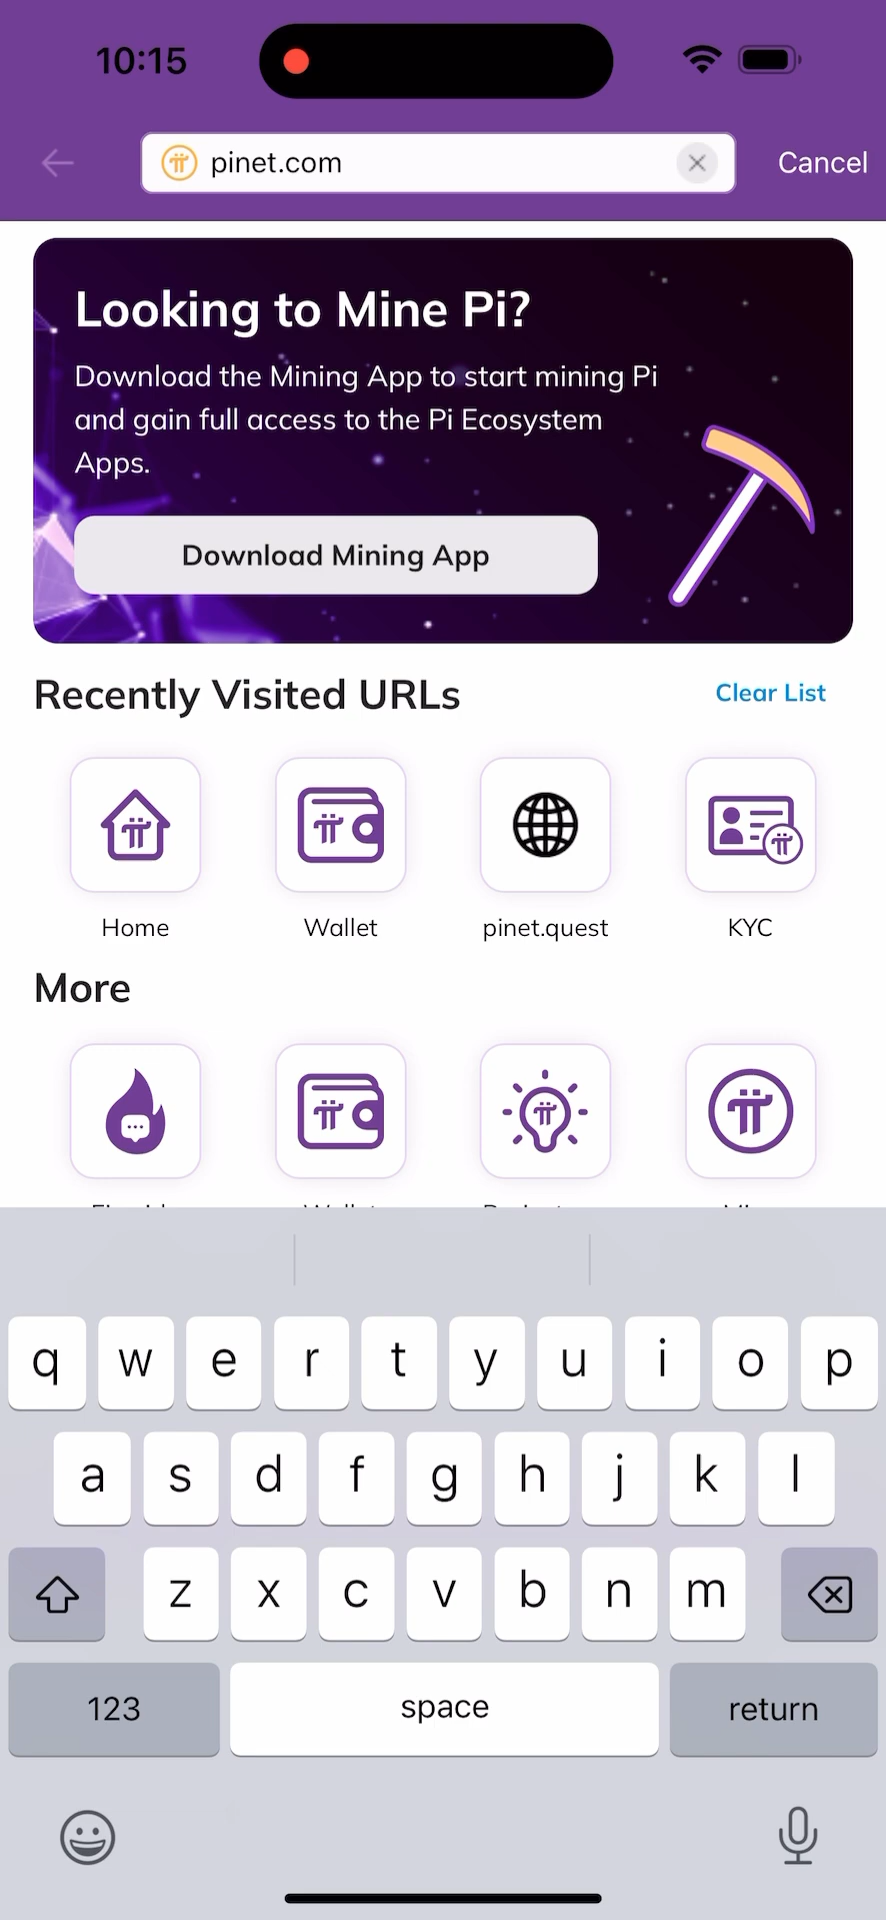 10:15
pinet.com
Cancel
Looking to Mine Pi?
Download the Mining App to start mining Pi
and gain full access to the Pi Ecosystem
Apps.
Download Mining App
Recently Visited URLs
Clear List
Home
Wallet
pinet.quest
KYC
More
q w e r t y u i o p
a s d f g h j k l
z x c v b n m
123
space
return